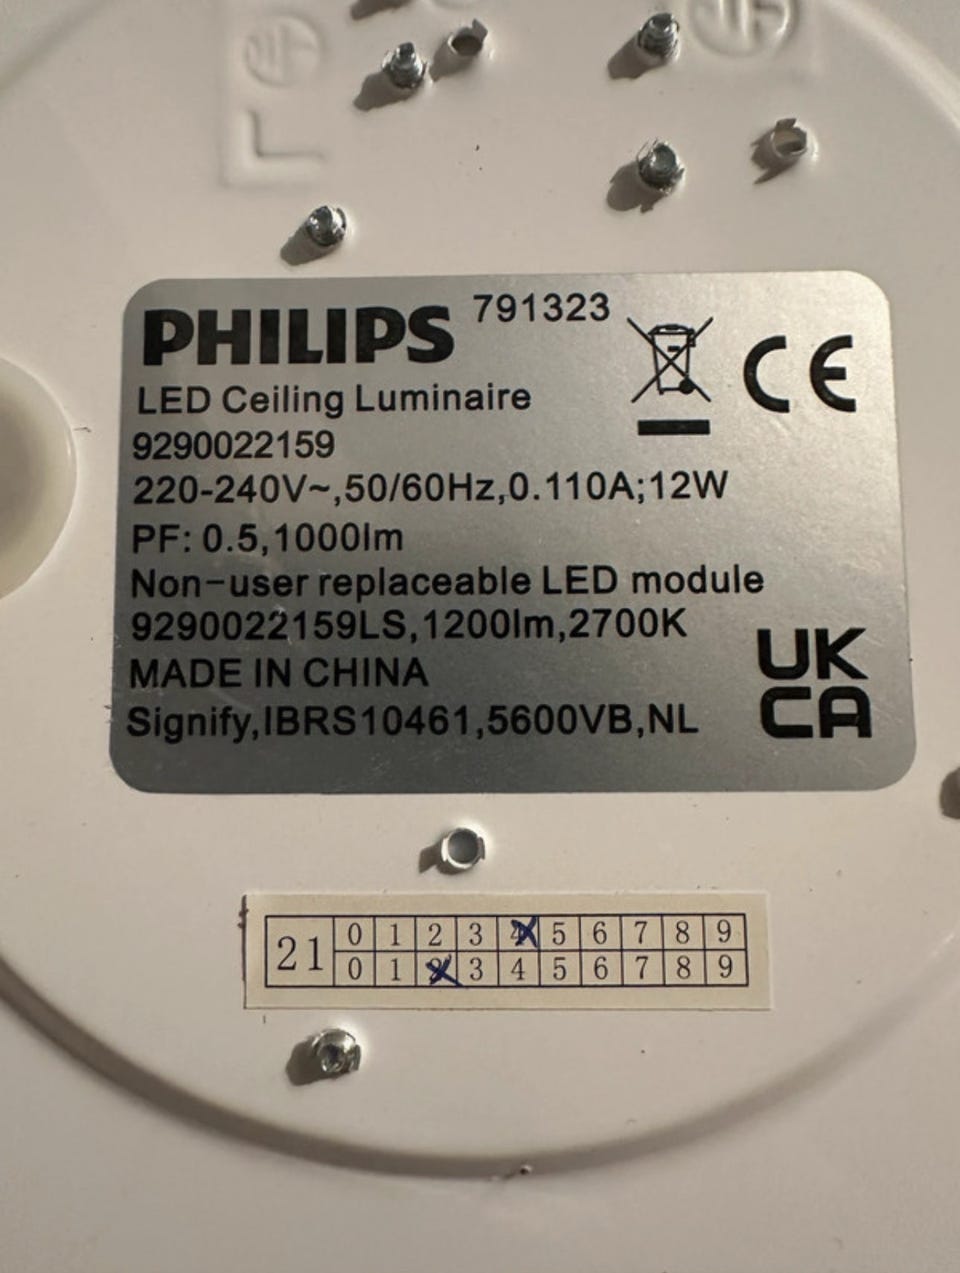 PHILIPS 791323
LED Ceiling Luminaire
9290022159
220-240V~,50/60Hz,0.110A;12W
PF: 0.5,1000lm
Non-user replaceable LED module
9290022159LS,1200lm,2700K
MADE IN CHINA
Signify,IBRS10461,5600VB,NL
CE
UK
CA
21
0 1 2 3 4 5 6 7 8 9
0 1 2 3 4 5 6 7 8 9